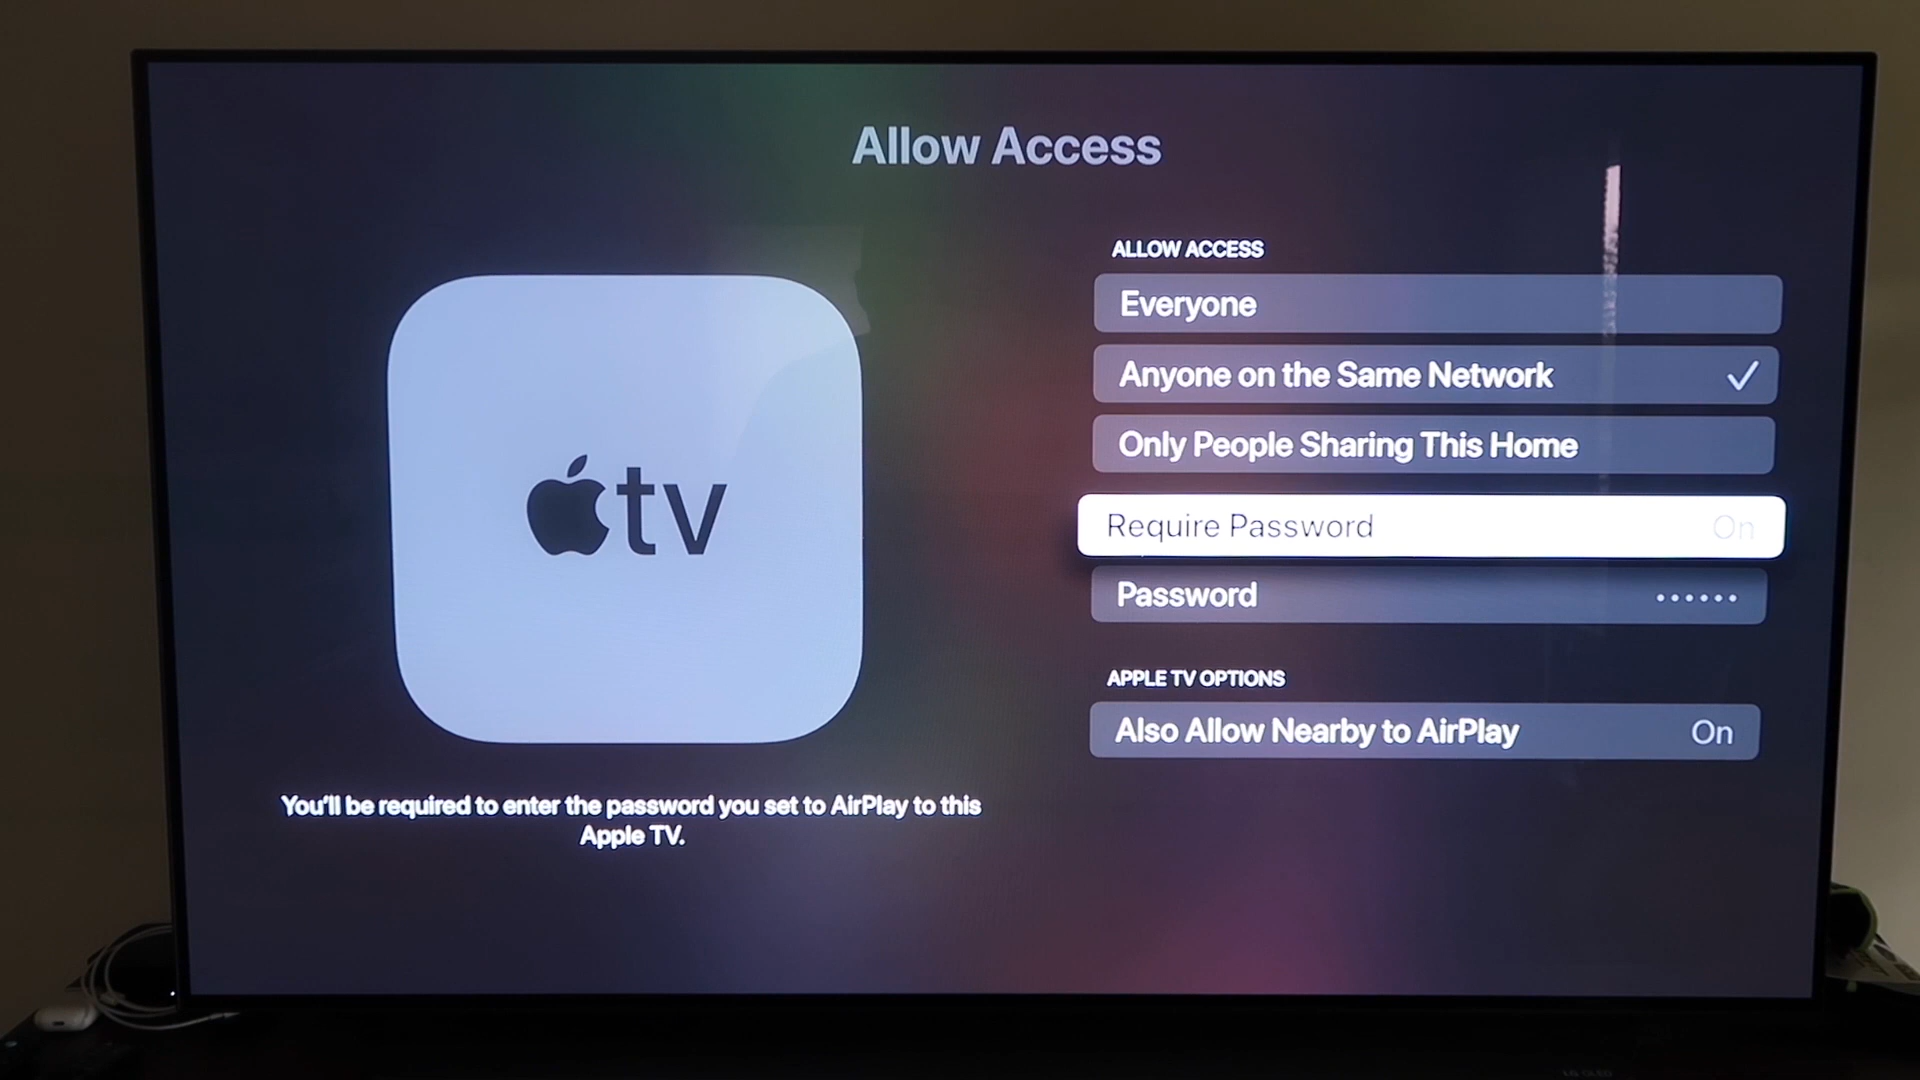 Allow Access
ALLOW ACCESS
Everyone
Anyone on the Same Network
Only People Sharing This Home
Require Password On
Password ••••••
APPLE TV OPTIONS
Also Allow Nearby to AirPlay On
tv
You'll be required to enter the password you set to AirPlay to this
Apple TV.